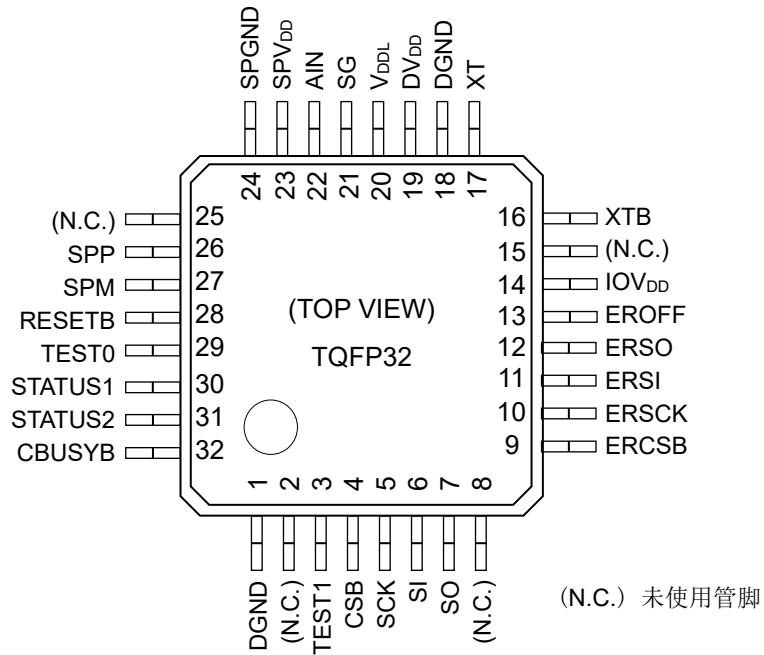 SPGND
SPVDD
AIN
SG
VDDL
DVDD
DGND
XT
24
23
22
21
20
19
18
17
(N.C.) 25
SPP 26
SPM 27
RESETB 28
TEST0 29
STATUS1 30
STATUS2 31
CBUSYB 32
(TOP VIEW)
TQFP32
16 XTB
15 (N.C.)
14 IOVDD
13 EROFF
12 ERSO
11 ERSI
10 ERSCK
9 ERCSB
1
2
3
4
5
6
7
8
DGND
(N.C.)
TEST1
CSB
SCK
SI
SO
(N.C.)
(N.C.) 未使用管脚